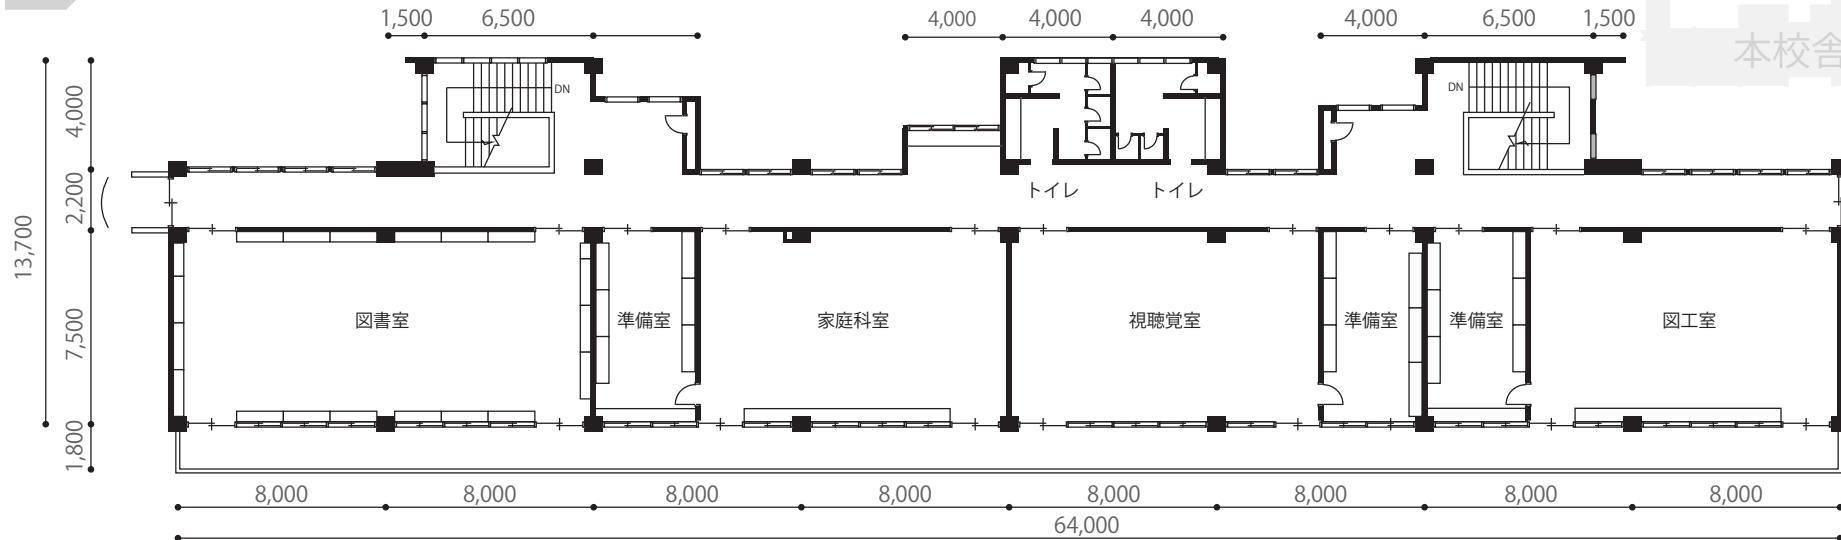 1,500 6,500 4,000 4,000 4,000 4,000 6,500 1,500
本校舎
DN DN
4,000
2,200
13,700
7,500
1,800
トイレ トイレ
図書室 準備室 家庭科室 視聴覚室 準備室 準備室 図工室
8,000 8,000 8,000 8,000 8,000 8,000 8,000 8,000
64,000